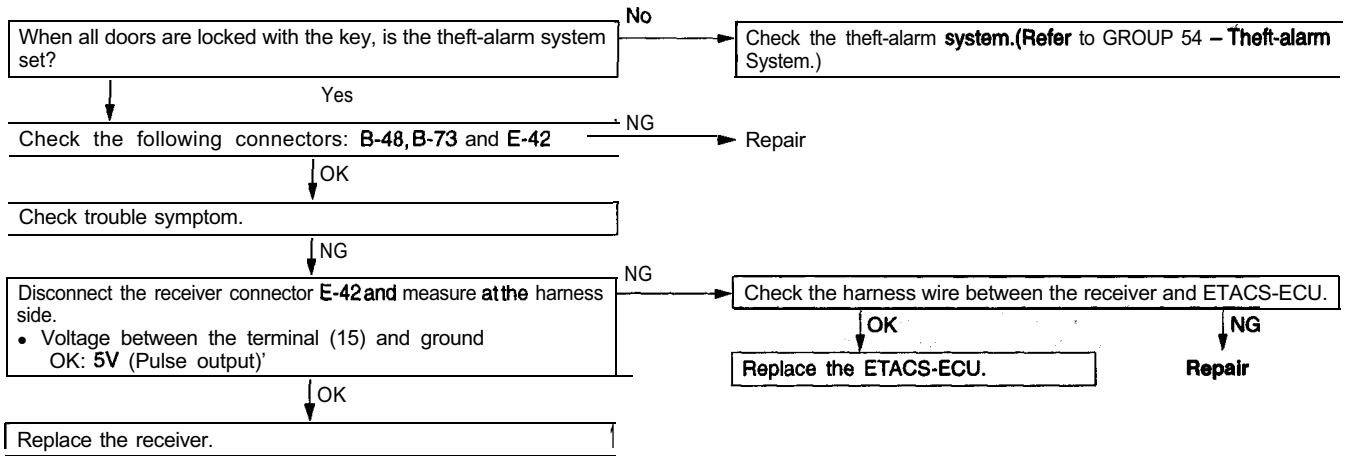 No
When all doors are locked with the key, is the theft-alarm system
set?
Check the theft-alarm system.(Refer to GROUP 54 – Theft-alarm
System.)
Yes
Check the following connectors: B-48, B-73 and E-42
NG
Repair
OK
Check trouble symptom.
NG
Disconnect the receiver connector E-42 and measure at the harness
side.
• Voltage between the terminal (15) and ground
OK: 5V (Pulse output)'
NG
Check the harness wire between the receiver and ETACS-ECU.
OK
NG
Replace the ETACS-ECU.
Repair
OK
Replace the receiver.